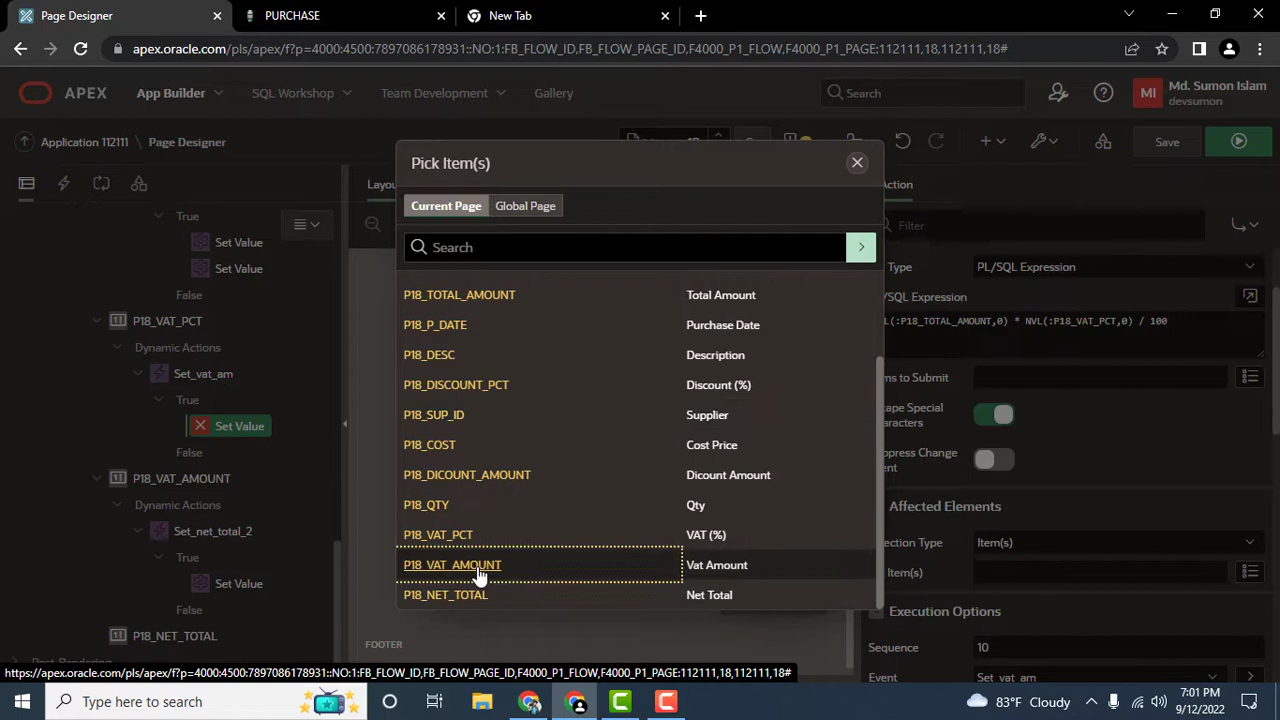 Page Designer
PURCHASE
New Tab
apex.oracle.com/pls/apex/f?p=4000:4500:7897086178931::NO:1:FB_FLOW_ID,FB_FLOW_PAGE_ID,F4000_P1_FLOW,F4000_P1_PAGE:112111,18,112111,18#
APEX
App Builder
SQL Workshop
Team Development
Gallery
Search
MI
Md. Sumon Islam
devsumon
Application 112111
Page Designer
Save
Pick Item(s)
Current Page
Global Page
Search
P18_TOTAL_AMOUNT Total Amount
P18_P_DATE Purchase Date
P18_DESC Description
P18_DISCOUNT_PCT Discount (%)
P18_SUP_ID Supplier
P18_COST Cost Price
P18_DICOUNT_AMOUNT Dicount Amount
P18_QTY Qty
P18_VAT_PCT VAT (%)
P18_VAT_AMOUNT Vat Amount
P18_NET_TOTAL Net Total
True
Set Value
Set Value
False
P18_VAT_PCT
Dynamic Actions
Set_vat_am
True
Set Value
False
P18_VAT_AMOUNT
Dynamic Actions
Set_net_total_2
True
Set Value
False
P18_NET_TOTAL
Layou
FOOTER
Action
Filter
Type
PL/SQL Expression
/SQL Expression
L(:P18_TOTAL_AMOUNT,0) * NVL(:P18_VAT_PCT,0) / 100
ms to Submit
cape Special
racters
ppress Change
ent
Affected Elements
ection Type
Item(s)
Item(s)
Execution Options
Sequence
10
Event
Set_vat_am
https://apex.oracle.com/pls/apex/f?p=4000:4500:7897086178931::NO:1:FB_FLOW_ID,FB_FLOW_PAGE_ID,F4000_P1_FLOW,F4000_P1_PAGE:112111,18,112111,18#
Type here to search
83°F Cloudy
7:01 PM
9/12/2022